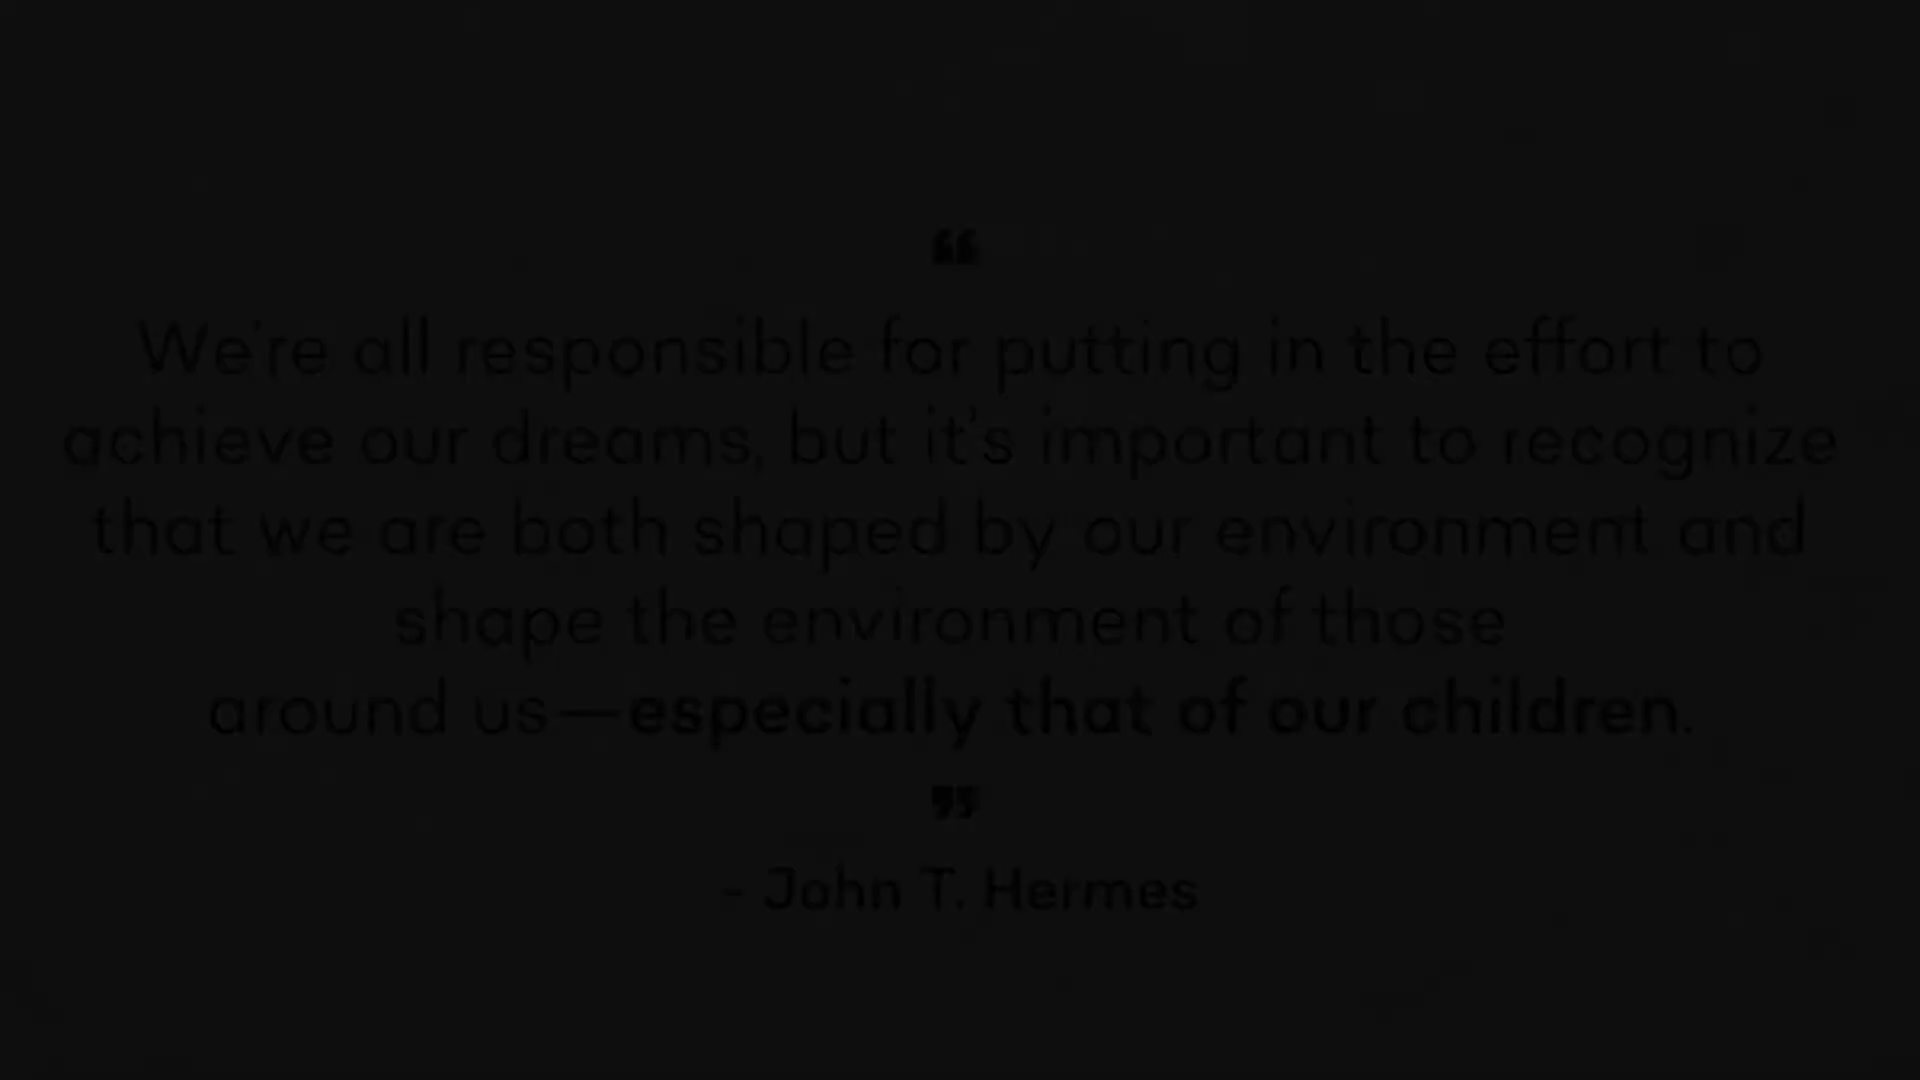 “
We're all responsible for putting in the effort to
achieve our dreams, but it's important to recognize
that we are both shaped by our environment and
shape the environment of those
around us—especially that of our children.
”
- John T. Hermes